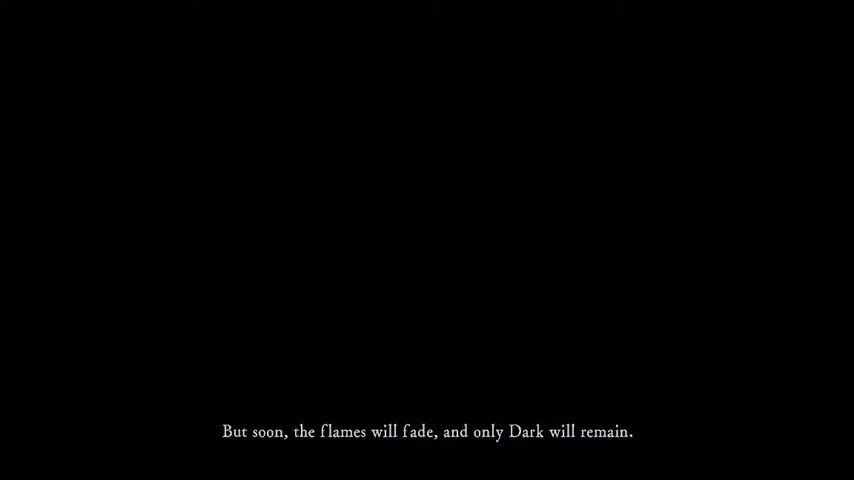 But soon, the flames will fade, and only Dark will remain.